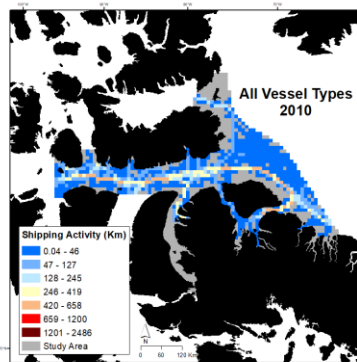 All Vessel Types
2010
Shipping Activity (Km)
0.04 - 46
47 - 127
128 - 245
246 - 419
420 - 658
659 - 1200
1201 - 2486
Study Area
N
0
60
120 Km